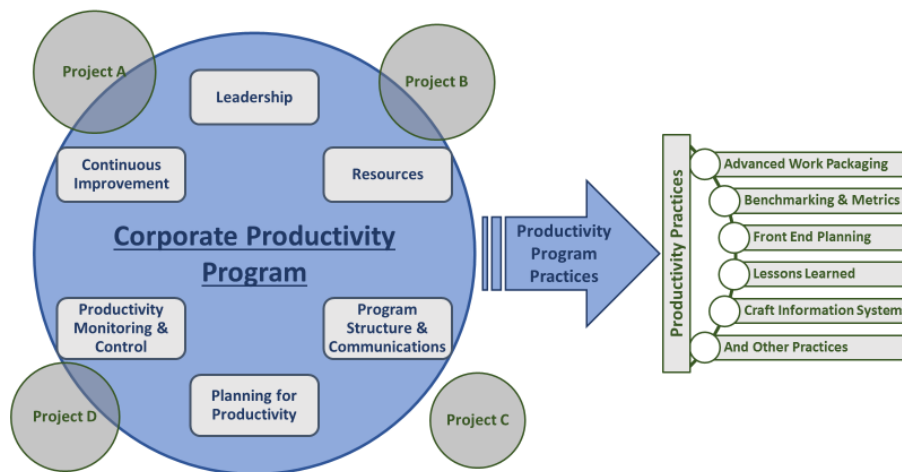 Project A
Project B
Leadership
Continuous
Improvement
Resources
Corporate Productivity
Program
Productivity
Monitoring &
Control
Program
Structure &
Communications
Planning for
Productivity
Project D
Project C
Productivity
Program
Practices
Productivity Practices
Advanced Work Packaging
Benchmarking & Metrics
Front End Planning
Lessons Learned
Craft Information System
And Other Practices